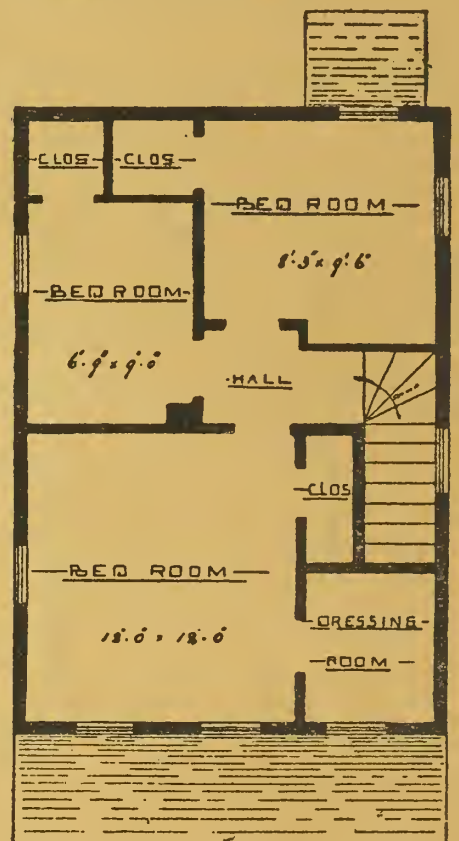 CLOS
CLOS
BED ROOM
8'-3" x 9'-6"
BED ROOM
6'-9" x 9'-0"
HALL
CLOS
BED ROOM
12'-0" x 12'-0"
DRESSING
ROOM